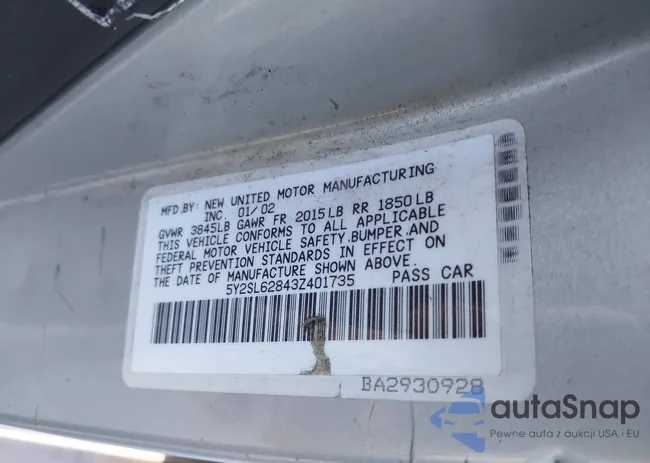 MFD.BY: NEW UNITED MOTOR MANUFACTURING
INC. 01/02
GVWR 3845LB GAWR FR 2015LB RR 1850LB
THIS VEHICLE CONFORMS TO ALL APPLICABLE
FEDERAL MOTOR VEHICLE SAFETY,BUMPER,AND
THEFT PREVENTION STANDARDS IN EFFECT ON
THE DATE OF MANUFACTURE SHOWN ABOVE.
5Y2SL62843Z401735 PASS CAR
BA2930928
autaSnap
Pewne auta z aukcji USA i EU